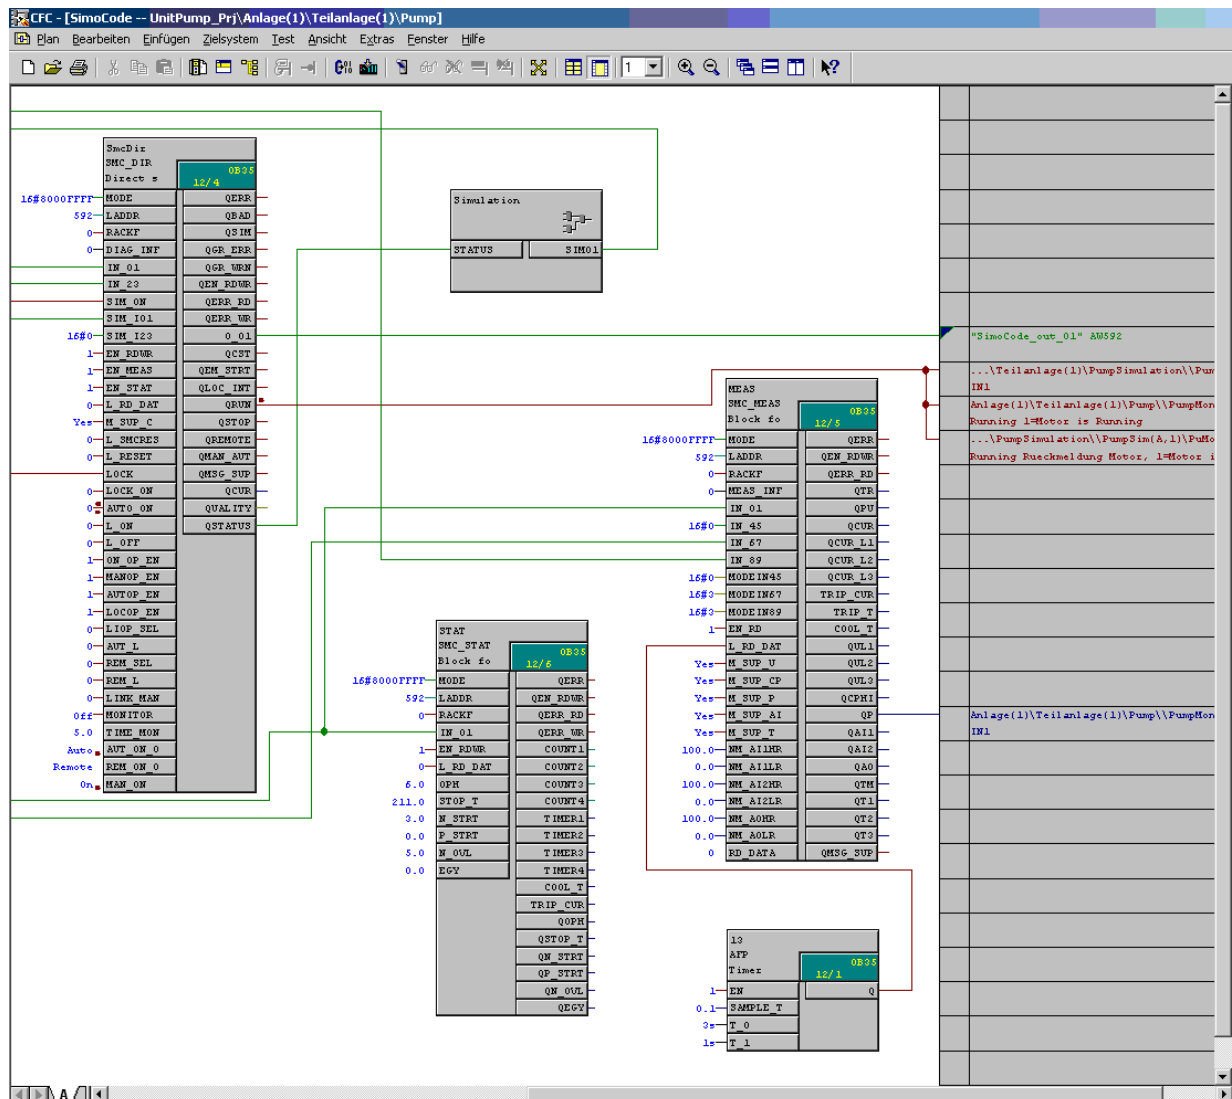 CFC - [SimoCode -- UnitPump_Prj\Anlage(1)\Teilanlage(1)\Pump]
Plan Bearbeiten Einfügen Zielsystem Test Ansicht Extras Fenster Hilfe
1
SmcDir
SMC_DIR
Direct s
OB35
12/4
16#8000FFFF MODE QERR
592 LADDR QBAD
0 RACKF QSIM
0 DIAG_INF QGR_ERR
IN_01 QGR_WRN
IN_23 QEN_RDWR
SIM_ON QERR_RD
SIM_I01 QERR_WR
16#0 SIM_I23 O_01
1 EN_RDWR QCST
1 EN_MEAS QEM_STRT
1 EN_STAT QLOC_INT
0 L_RD_DAT QRUN
Yes M_SUP_C QSTOP
0 L_SMCRES QREMOTE
0 L_RESET QMAN_AUT
LOCK QMSG_SUP
0 LOCK_ON QCUR
0 AUTO_ON QUALITY
0 L_ON QSTATUS
0 L_OFF
1 ON_OP_EN
1 MANOP_EN
1 AUTOP_EN
1 LOCOP_EN
0 LIOP_SEL
0 AUT_L
0 REM_SEL
0 REM_L
0 LINK_MAN
Off MONITOR
5.0 TIME_MON
Auto AUT_ON_O
Remote REM_ON_O
On MAN_ON
Simulation
STATUS SIM01
STAT
SMC_STAT
Block fo
OB35
12/6
16#8000FFFF MODE QERR
592 LADDR QEN_RDWR
0 RACKF QERR_RD
IN_01 QERR_WR
1 EN_RDWR COUNT1
0 L_RD_DAT COUNT2
6.0 OPH COUNT3
211.0 STOP_T COUNT4
3.0 N_STRT TIMER1
0.0 P_STRT TIMER2
5.0 N_OVL TIMER3
0.0 EGY TIMER4
COOL_T
TRIP_CUR
QOPH
QSTOP_T
QN_STRT
QP_STRT
QN_OVL
QEGY
MEAS
SMC_MEAS
Block fo
OB35
12/5
16#8000FFFF MODE QERR
592 LADDR QEN_RDWR
0 RACKF QERR_RD
0 MEAS_INF QTR
IN_01 QPU
16#0 IN_45 QCUR
IN_67 QCUR_L1
IN_89 QCUR_L2
16#0 MODEIN45 QCUR_L3
16#3 MODEIN67 TRIP_CUR
16#3 MODEIN89 TRIP_T
1 EN_RD COOL_T
L_RD_DAT QUL1
Yes M_SUP_U QUL2
Yes M_SUP_CP QUL3
Yes M_SUP_P QCPHI
Yes M_SUP_AI QP
Yes M_SUP_T QAI1
100.0 NM_AI1HR QAI2
0.0 NM_AI1LR QAO
100.0 NM_AI2HR QTM
0.0 NM_AI2LR QT1
100.0 NM_AOHR QT2
0.0 NM_AOLR QT3
0 RD_DATA QMSG_SUP
13
AFP
Timer
OB35
12/1
1 EN Q
0.1 SAMPLE_T
3s T_0
1s T_1
"SimoCode_out_01" AW592
...\Teilanlage(1)\PumpSimulation\\Pum
IN1
Anlage(1)\Teilanlage(1)\Pump\\PumpMon
Running 1=Motor is Running
...\PumpSimulation\\PumpSim(A,1)\PuMo
Running Rueckmeldung Motor, 1=Motor i
Anlage(1)\Teilanlage(1)\Pump\\PumpMon
IN1
A